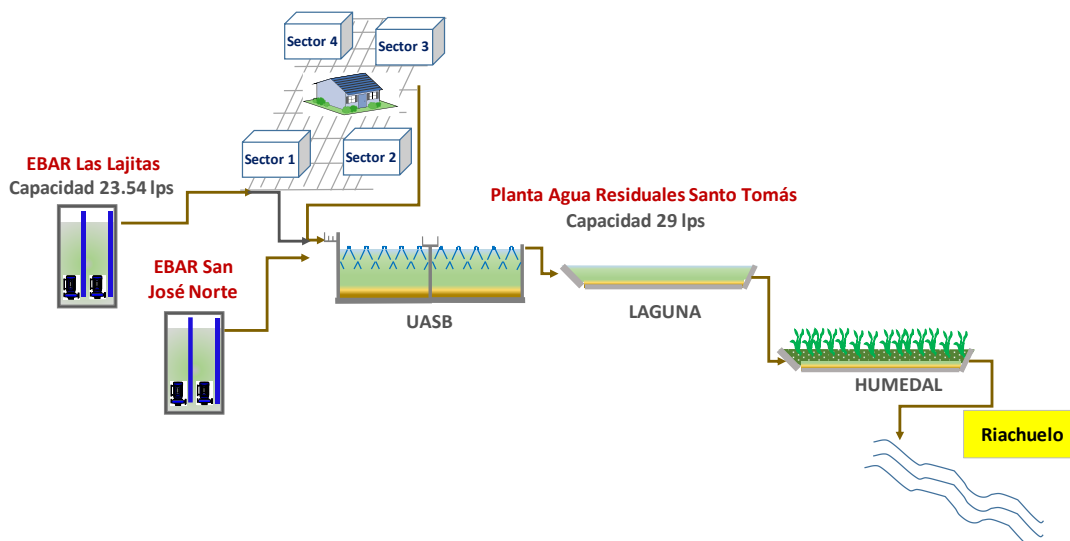 Sector 4
Sector 3
Sector 1
Sector 2
EBAR Las Lajitas
Capacidad 23.54 lps
EBAR San
José Norte
Planta Agua Residuales Santo Tomás
Capacidad 29 lps
UASB
LAGUNA
HUMEDAL
Riachuelo